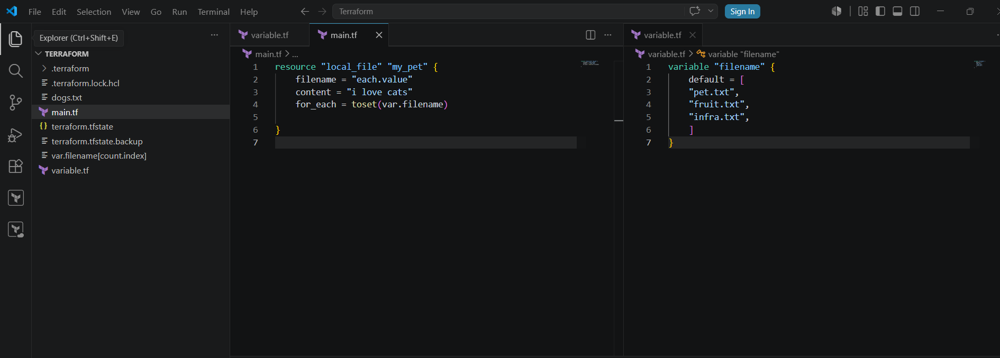 File Edit Selection View Go Run Terminal Help
Terraform
Sign In
Explorer (Ctrl+Shift+E)
TERRAFORM
.terraform
.terraform.lock.hcl
dogs.txt
main.tf
terraform.tfstate
terraform.tfstate.backup
var.filename[count.index]
variable.tf
variable.tf
main.tf
main.tf > ...
1 resource "local_file" "my_pet" {
2 filename = "each.value"
3 content = "i love cats"
4 for_each = toset(var.filename)
5
6 }
7
variable.tf
variable.tf > variable "filename"
1 variable "filename" {
2 default = [
3 "pet.txt",
4 "fruit.txt",
5 "infra.txt",
6 ]
7 }